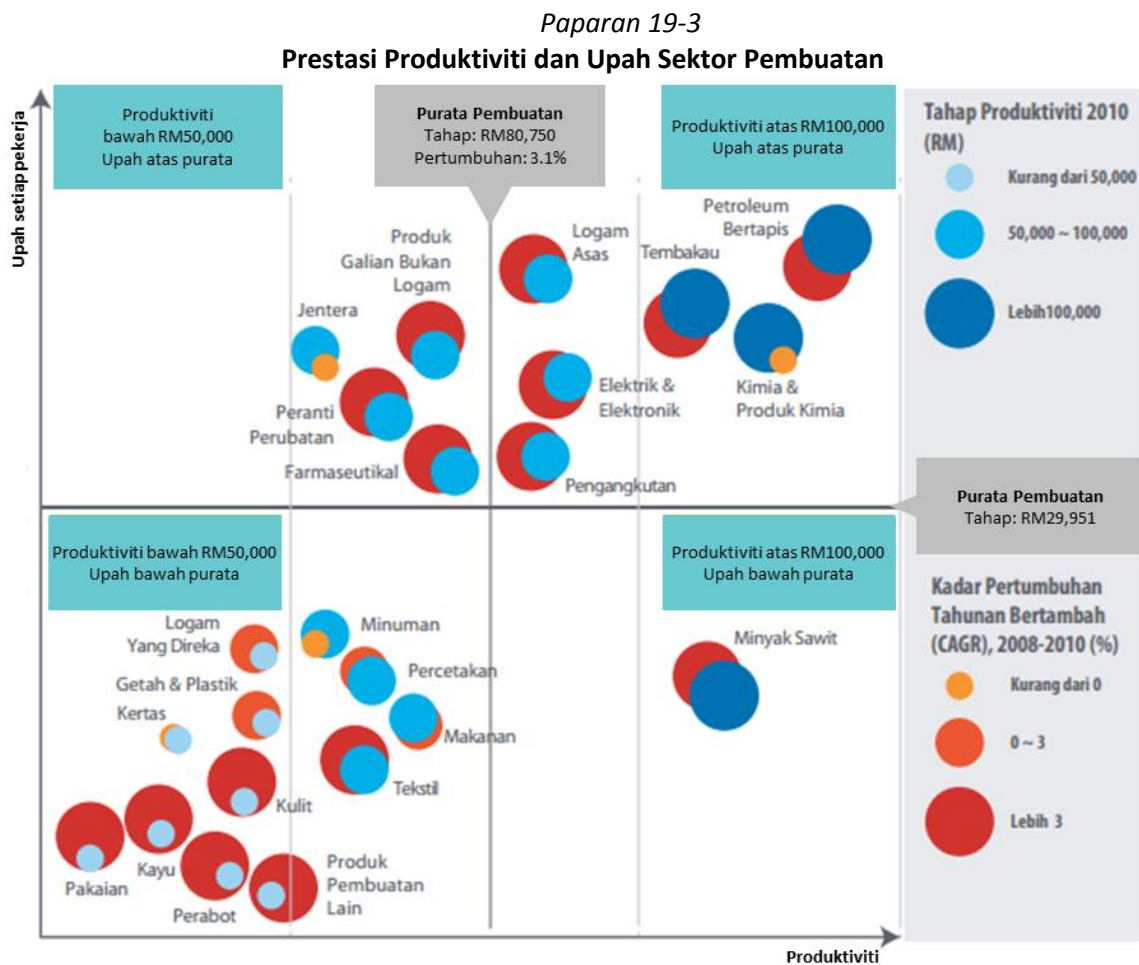 Paparan 19-3
Prestasi Produktiviti dan Upah Sektor Pembuatan
Upah setiap pekerja
Produktiviti
bawah RM50,000
Upah atas purata
Purata Pembuatan
Tahap: RM80,750
Pertumbuhan: 3.1%
Produktiviti atas RM100,000
Upah atas purata
Tahap Produktiviti 2010
(RM)
Kurang dari 50,000
50,000 ~ 100,000
Lebih100,000
Petroleum
Bertapis
Logam
Asas
Tembakau
Produk
Galian Bukan
Logam
Jentera
Peranti
Perubatan
Farmaseutikal
Elektrik &
Elektronik
Kimia &
Produk Kimia
Pengangkutan
Purata Pembuatan
Tahap: RM29,951
Produktiviti bawah RM50,000
Upah bawah purata
Produktiviti atas RM100,000
Upah bawah purata
Kadar Pertumbuhan
Tahunan Bertambah
(CAGR), 2008-2010 (%)
Kurang dari 0
0 ~ 3
Lebih 3
Logam
Yang Direka
Getah & Plastik
Kertas
Minuman
Percetakan
Makanan
Tekstil
Minyak Sawit
Kulit
Pakaian
Kayu
Perabot
Produk
Pembuatan
Lain
Produktiviti